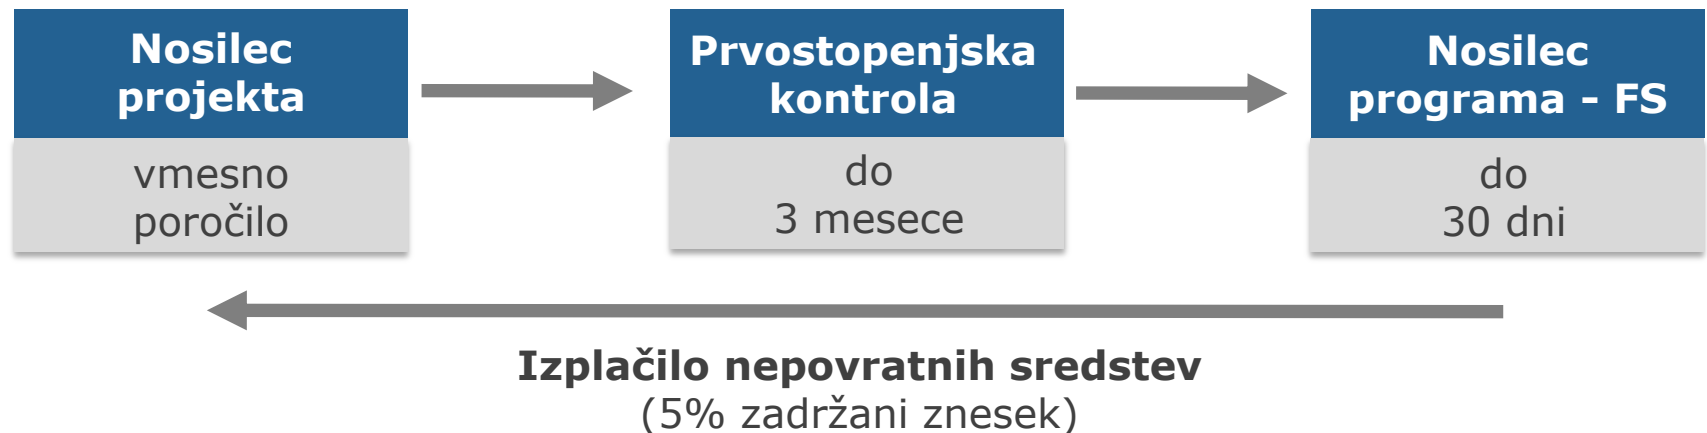 Nosilec
projekta
vmesno
poročilo
Prvostopenjska
kontrola
do
3 mesece
Nosilec
programa - FS
do
30 dni
Izplačilo nepovratnih sredstev
(5% zadržani znesek)